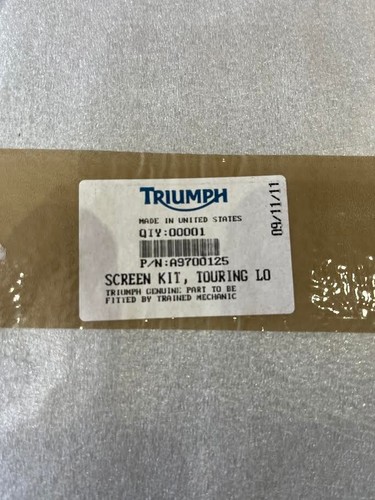 TRIUMPH
MADE IN UNITED STATES
QTY:00001
P/N:A9700125
SCREEN KIT, TOURING LO
TRIUMPH GENUINE PART TO BE
FITTED BY TRAINED MECHANIC
09/11/11